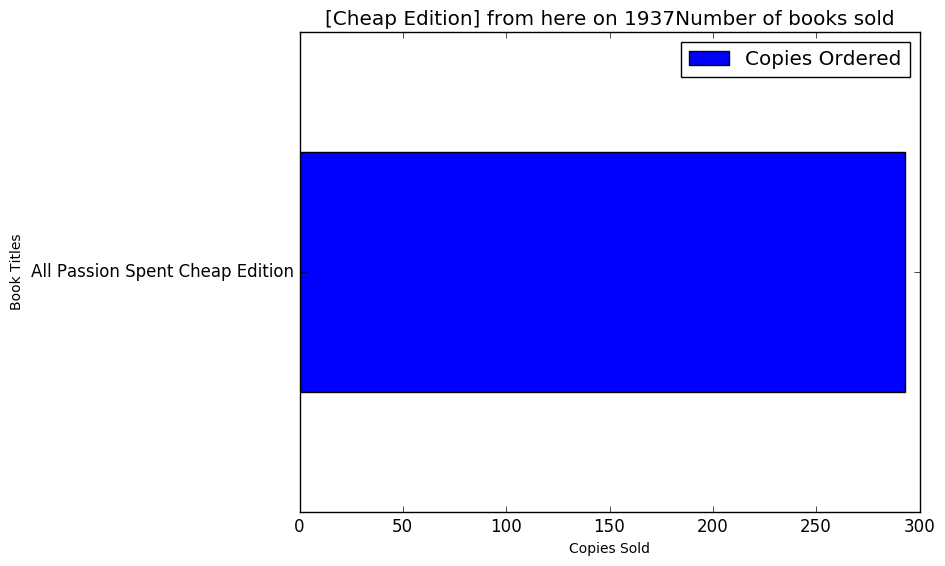 [Cheap Edition] from here on 1937Number of books sold
Copies Ordered
Book Titles
All Passion Spent Cheap Edition
0 50 100 150 200 250 300
Copies Sold